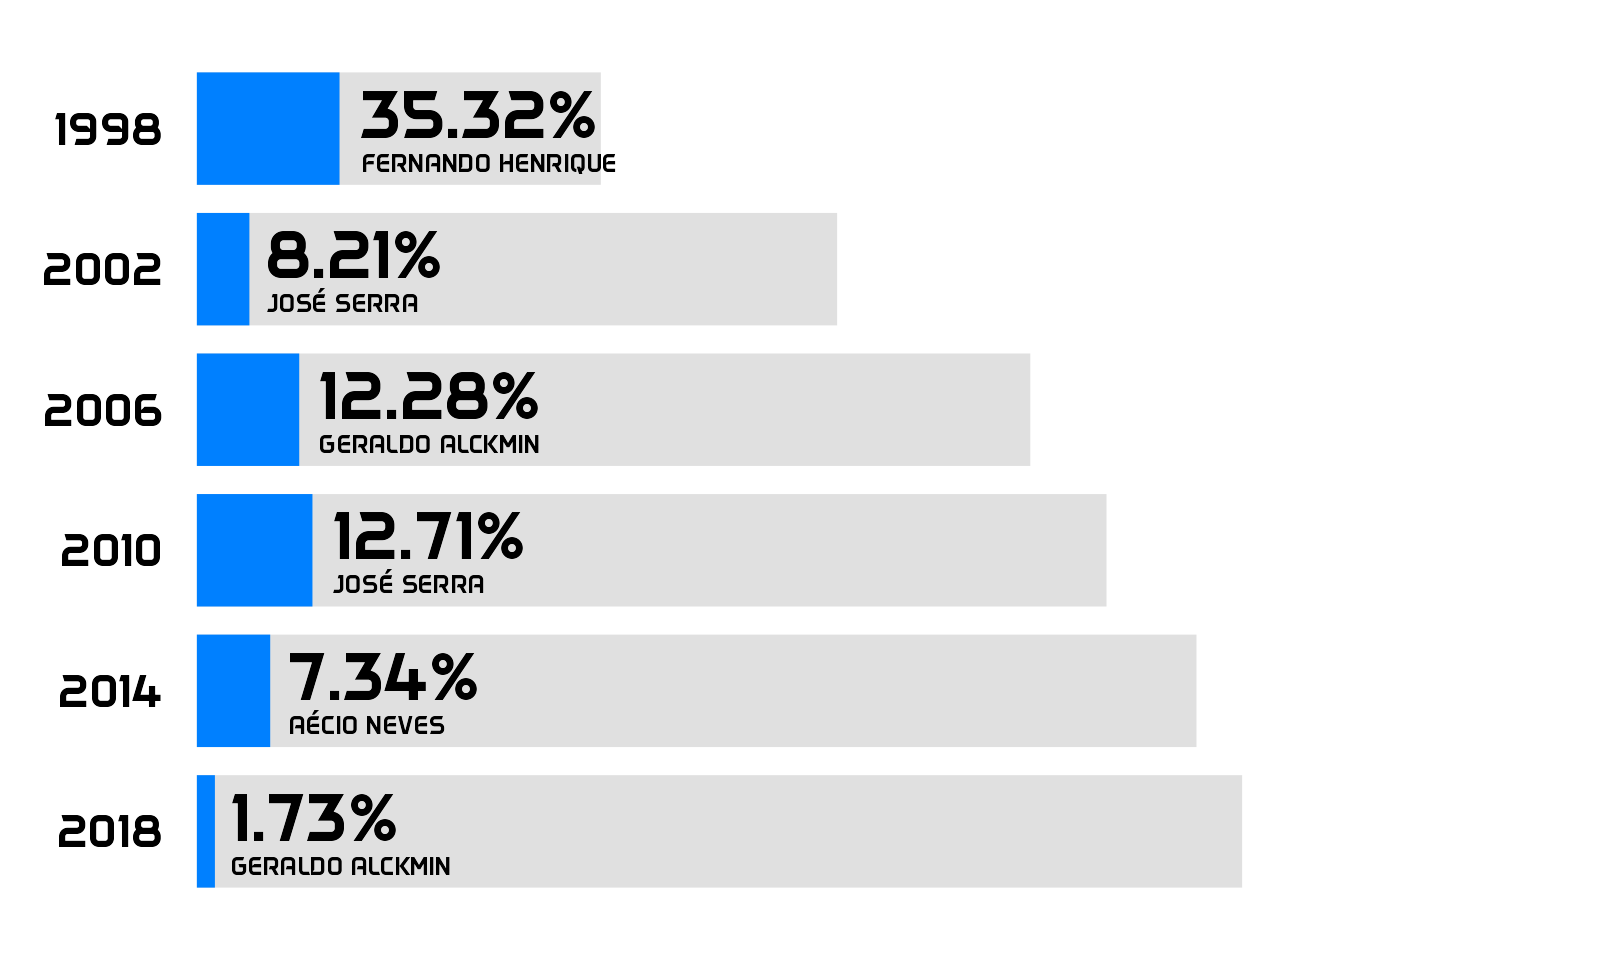 1998
35.32%
FERNANDO HENRIQUE
2002
8.21%
JOSÉ SERRA
2006
12.28%
GERALDO ALCKMIN
2010
12.71%
JOSÉ SERRA
2014
7.34%
AÉCIO NEVES
2018
1.73%
GERALDO ALCKMIN